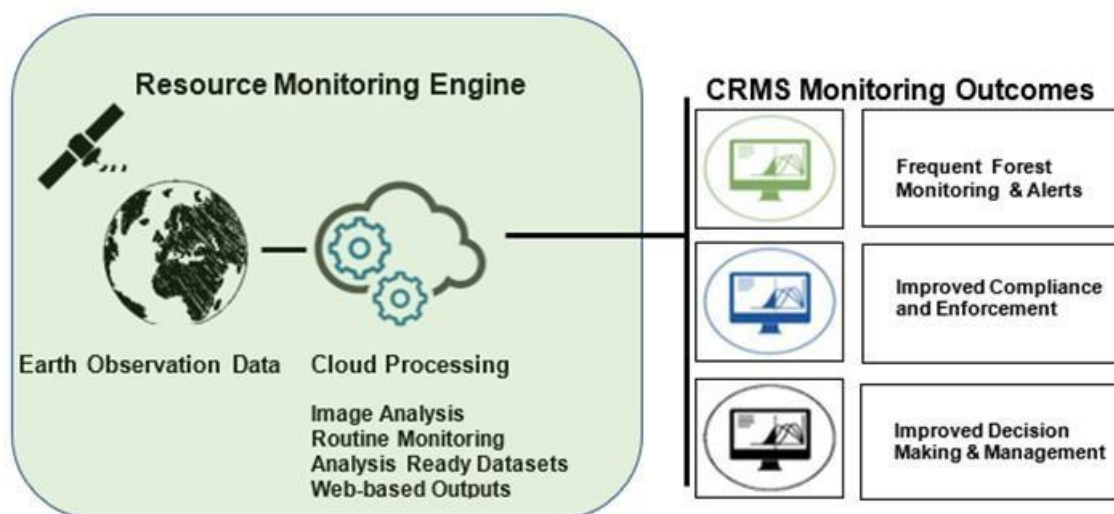 Resource Monitoring Engine
Earth Observation Data
Cloud Processing
Image Analysis
Routine Monitoring
Analysis Ready Datasets
Web-based Outputs
CRMS Monitoring Outcomes
Frequent Forest
Monitoring & Alerts
Improved Compliance
and Enforcement
Improved Decision
Making & Management